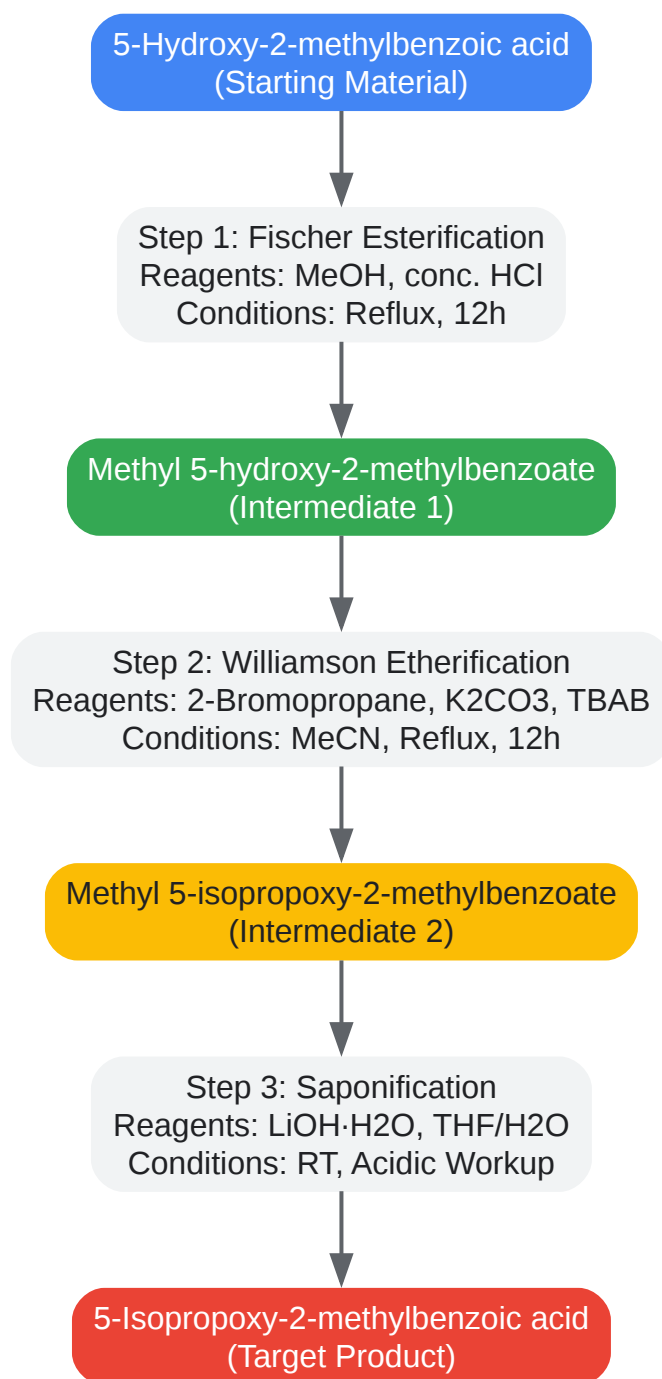 5-Hydroxy-2-methylbenzoic acid
(Starting Material)
Step 1: Fischer Esterification
Reagents: MeOH, conc. HCl
Conditions: Reflux, 12h
Methyl 5-hydroxy-2-methylbenzoate
(Intermediate 1)
Step 2: Williamson Etherification
Reagents: 2-Bromopropane, K2CO3, TBAB
Conditions: MeCN, Reflux, 12h
Methyl 5-isopropoxy-2-methylbenzoate
(Intermediate 2)
Step 3: Saponification
Reagents: LiOH·H2O, THF/H2O
Conditions: RT, Acidic Workup
5-Isopropoxy-2-methylbenzoic acid
(Target Product)